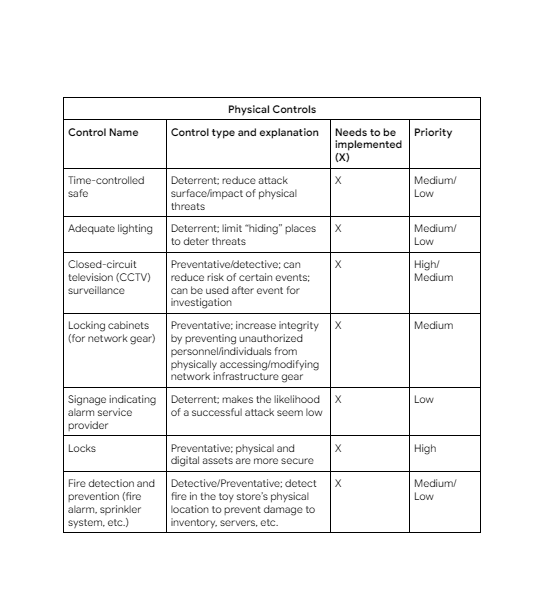 Physical Controls
Control Name
Control type and explanation
Needs to be
implemented
(X)
Priority
Time-controlled
safe
Deterrent; reduce attack
surface/impact of physical
threats
X
Medium/
Low
Adequate lighting
Deterrent; limit “hiding” places
to deter threats
X
Medium/
Low
Closed-circuit
television (CCTV)
surveillance
Preventative/detective; can
reduce risk of certain events;
can be used after event for
investigation
X
High/
Medium
Locking cabinets
(for network gear)
Preventative; increase integrity
by preventing unauthorized
personnel/individuals from
physically accessing/modifying
network infrastructure gear
X
Medium
Signage indicating
alarm service
provider
Deterrent; makes the likelihood
of a successful attack seem low
X
Low
Locks
Preventative; physical and
digital assets are more secure
X
High
Fire detection and
prevention (fire
alarm, sprinkler
system, etc.)
Detective/Preventative; detect
fire in the toy store’s physical
location to prevent damage to
inventory, servers, etc.
X
Medium/
Low